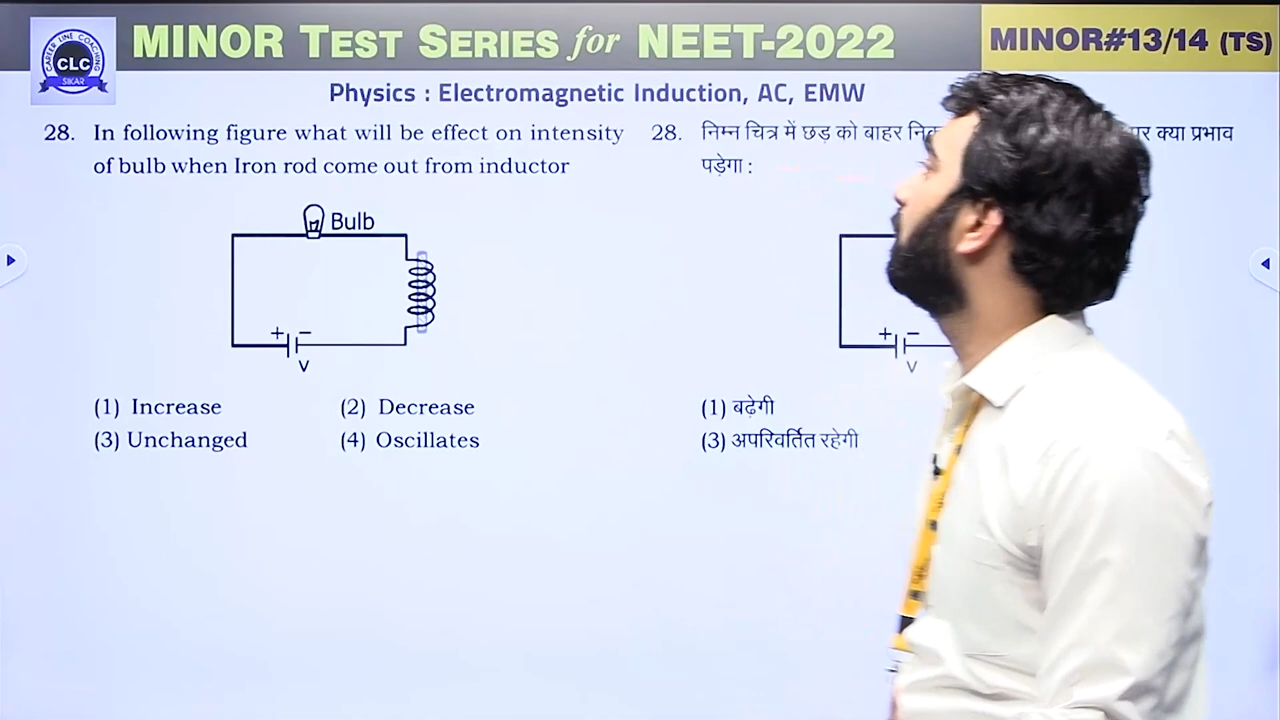 CAREER LINE COACHING
CLC
SIKAR
MINOR TEST SERIES for NEET-2022
MINOR#13/14 (TS)
Physics : Electromagnetic Induction, AC, EMW
28. In following figure what will be effect on intensity
of bulb when Iron rod come out from inductor
Bulb
+ −
V
(1) Increase (2) Decrease
(3) Unchanged (4) Oscillates
28. निम्न चित्र में छड़ को बाहर पर क्या प्रभाव
पड़ेगा :
+ −
V
(1) बढ़ेगी
(3) अपरिवर्तित रहेगी